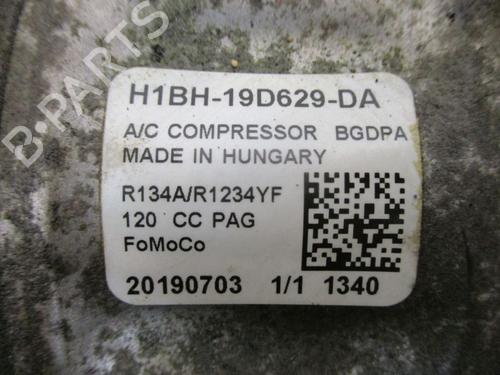 B-PARTS
H1BH-19D629-DA
A/C COMPRESSOR BGDPA
MADE IN HUNGARY
R134A/R1234YF
120 CC PAG
FoMoCo
20190703 1/1 1340